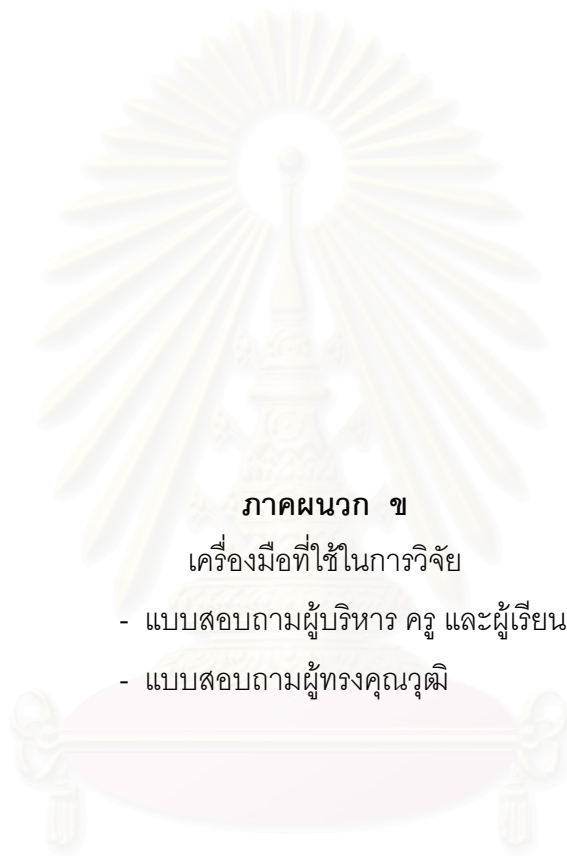 ภาคผนวก ข
เครื่องมือที่ใช้ในการวิจัย
- แบบสอบถามผู้บริหาร ครู และผู้เรียน
- แบบสอบถามผู้ทรงคุณวุฒิ